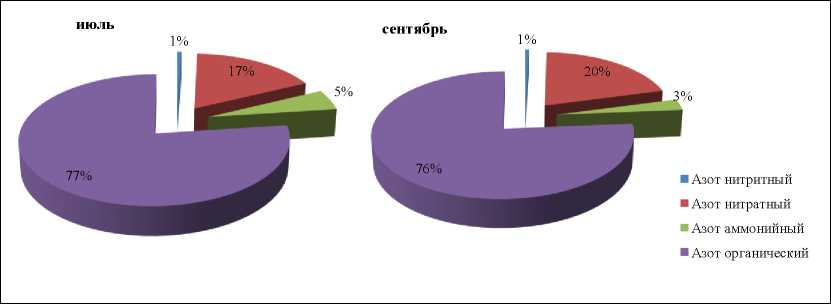 июль
1%
17%
5%
77%
сентябрь
1%
20%
3%
76%
Азот нитритный
Азот нитратный
Азот аммонийный
Азот органический